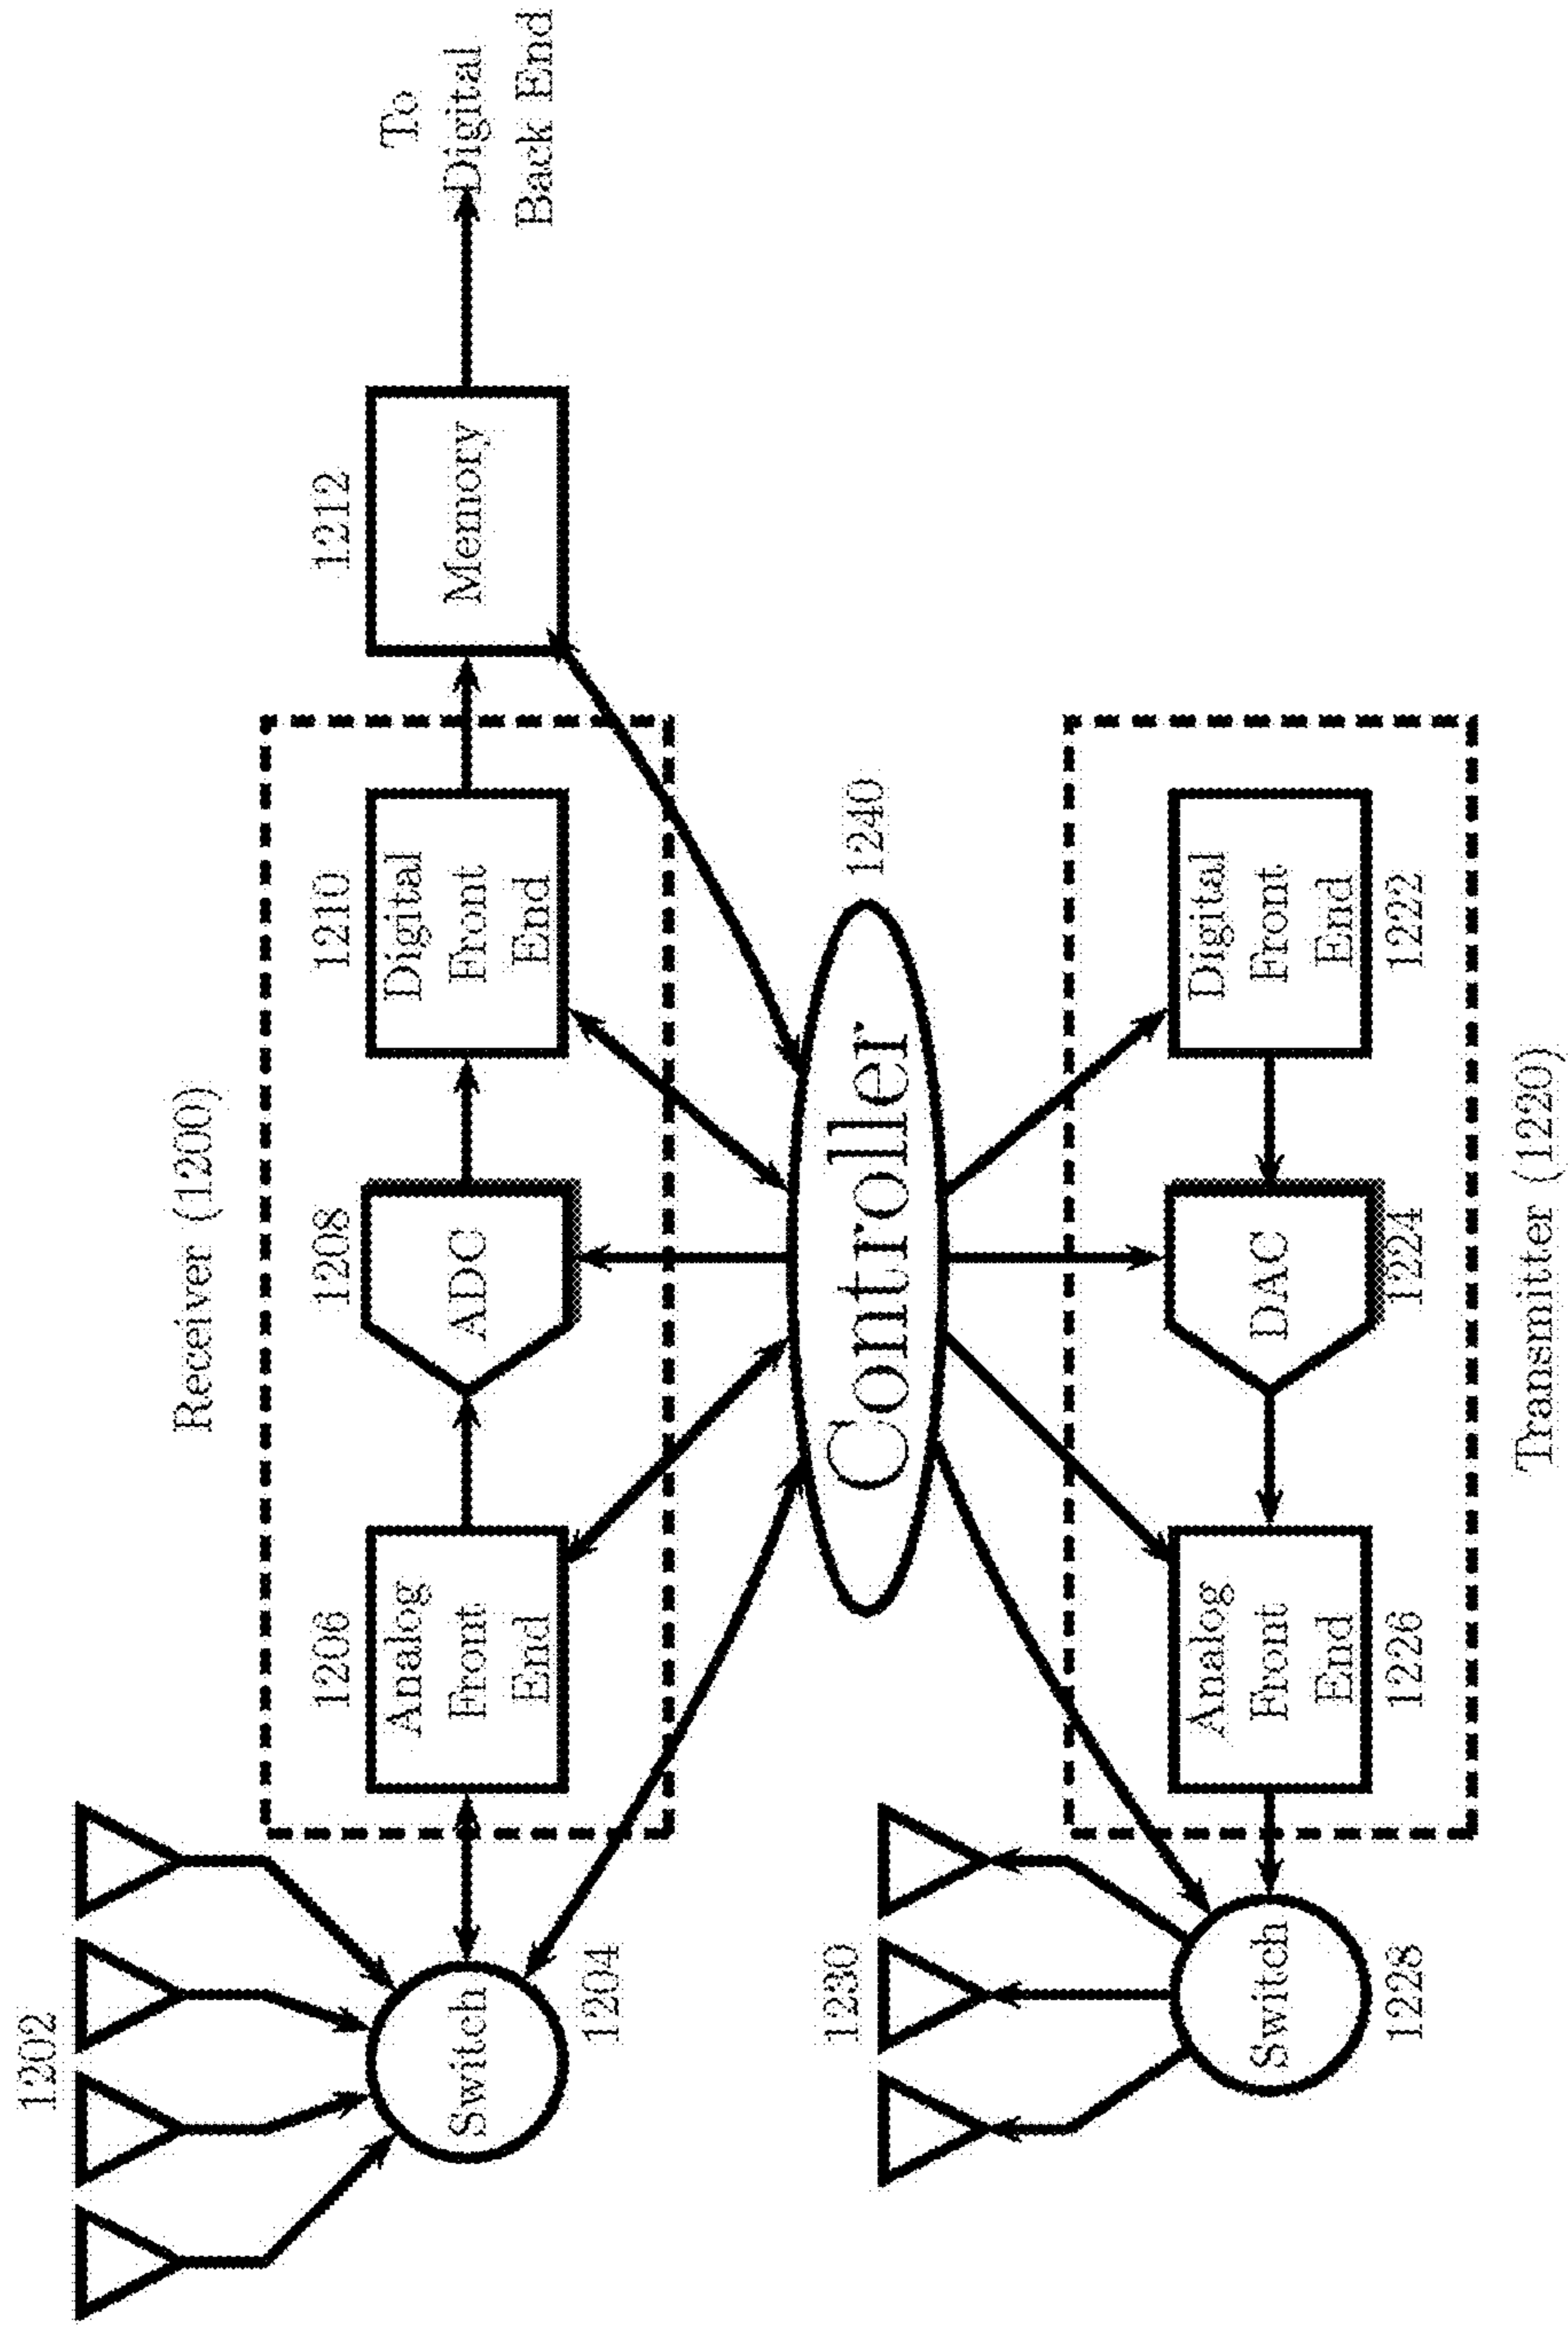 1202
Switch
1204
Receiver (1200)
1206
Analog
Front
End
1208
ADC
1210
Digital
Front
End
1212
Memory
To
Digital
Back End
Controller
1240
1230
Switch
1228
Analog
Front
End
1226
DAC
1224
Digital
Front
End
1222
Transmitter (1220)